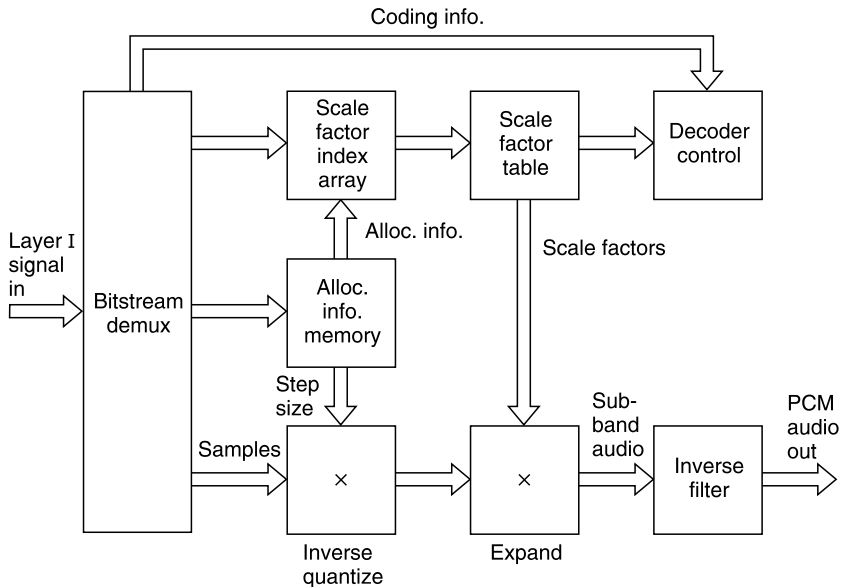 Coding info.
Scale
factor
index
array
Scale
factor
table
Decoder
control
Layer I
signal
in
Alloc. info.
Scale factors
Bitstream
demux
Alloc.
info.
memory
Step
size
Sub-
band
audio
PCM
audio
out
Samples
×
×
Inverse
filter
Inverse
quantize
Expand